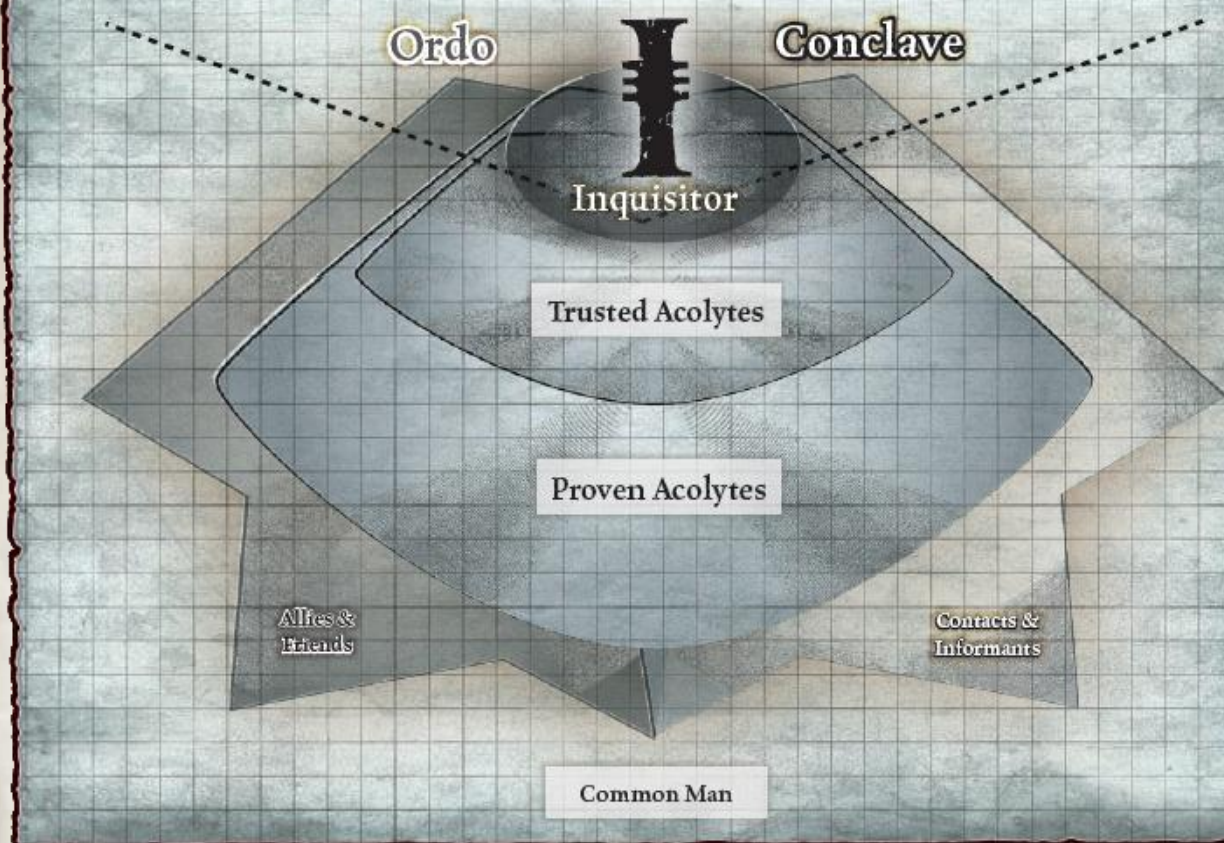 Ordo
Conclave
Inquisitor
Trusted Acolytes
Proven Acolytes
Allies &
Friends
Contacts &
Informants
Common Man